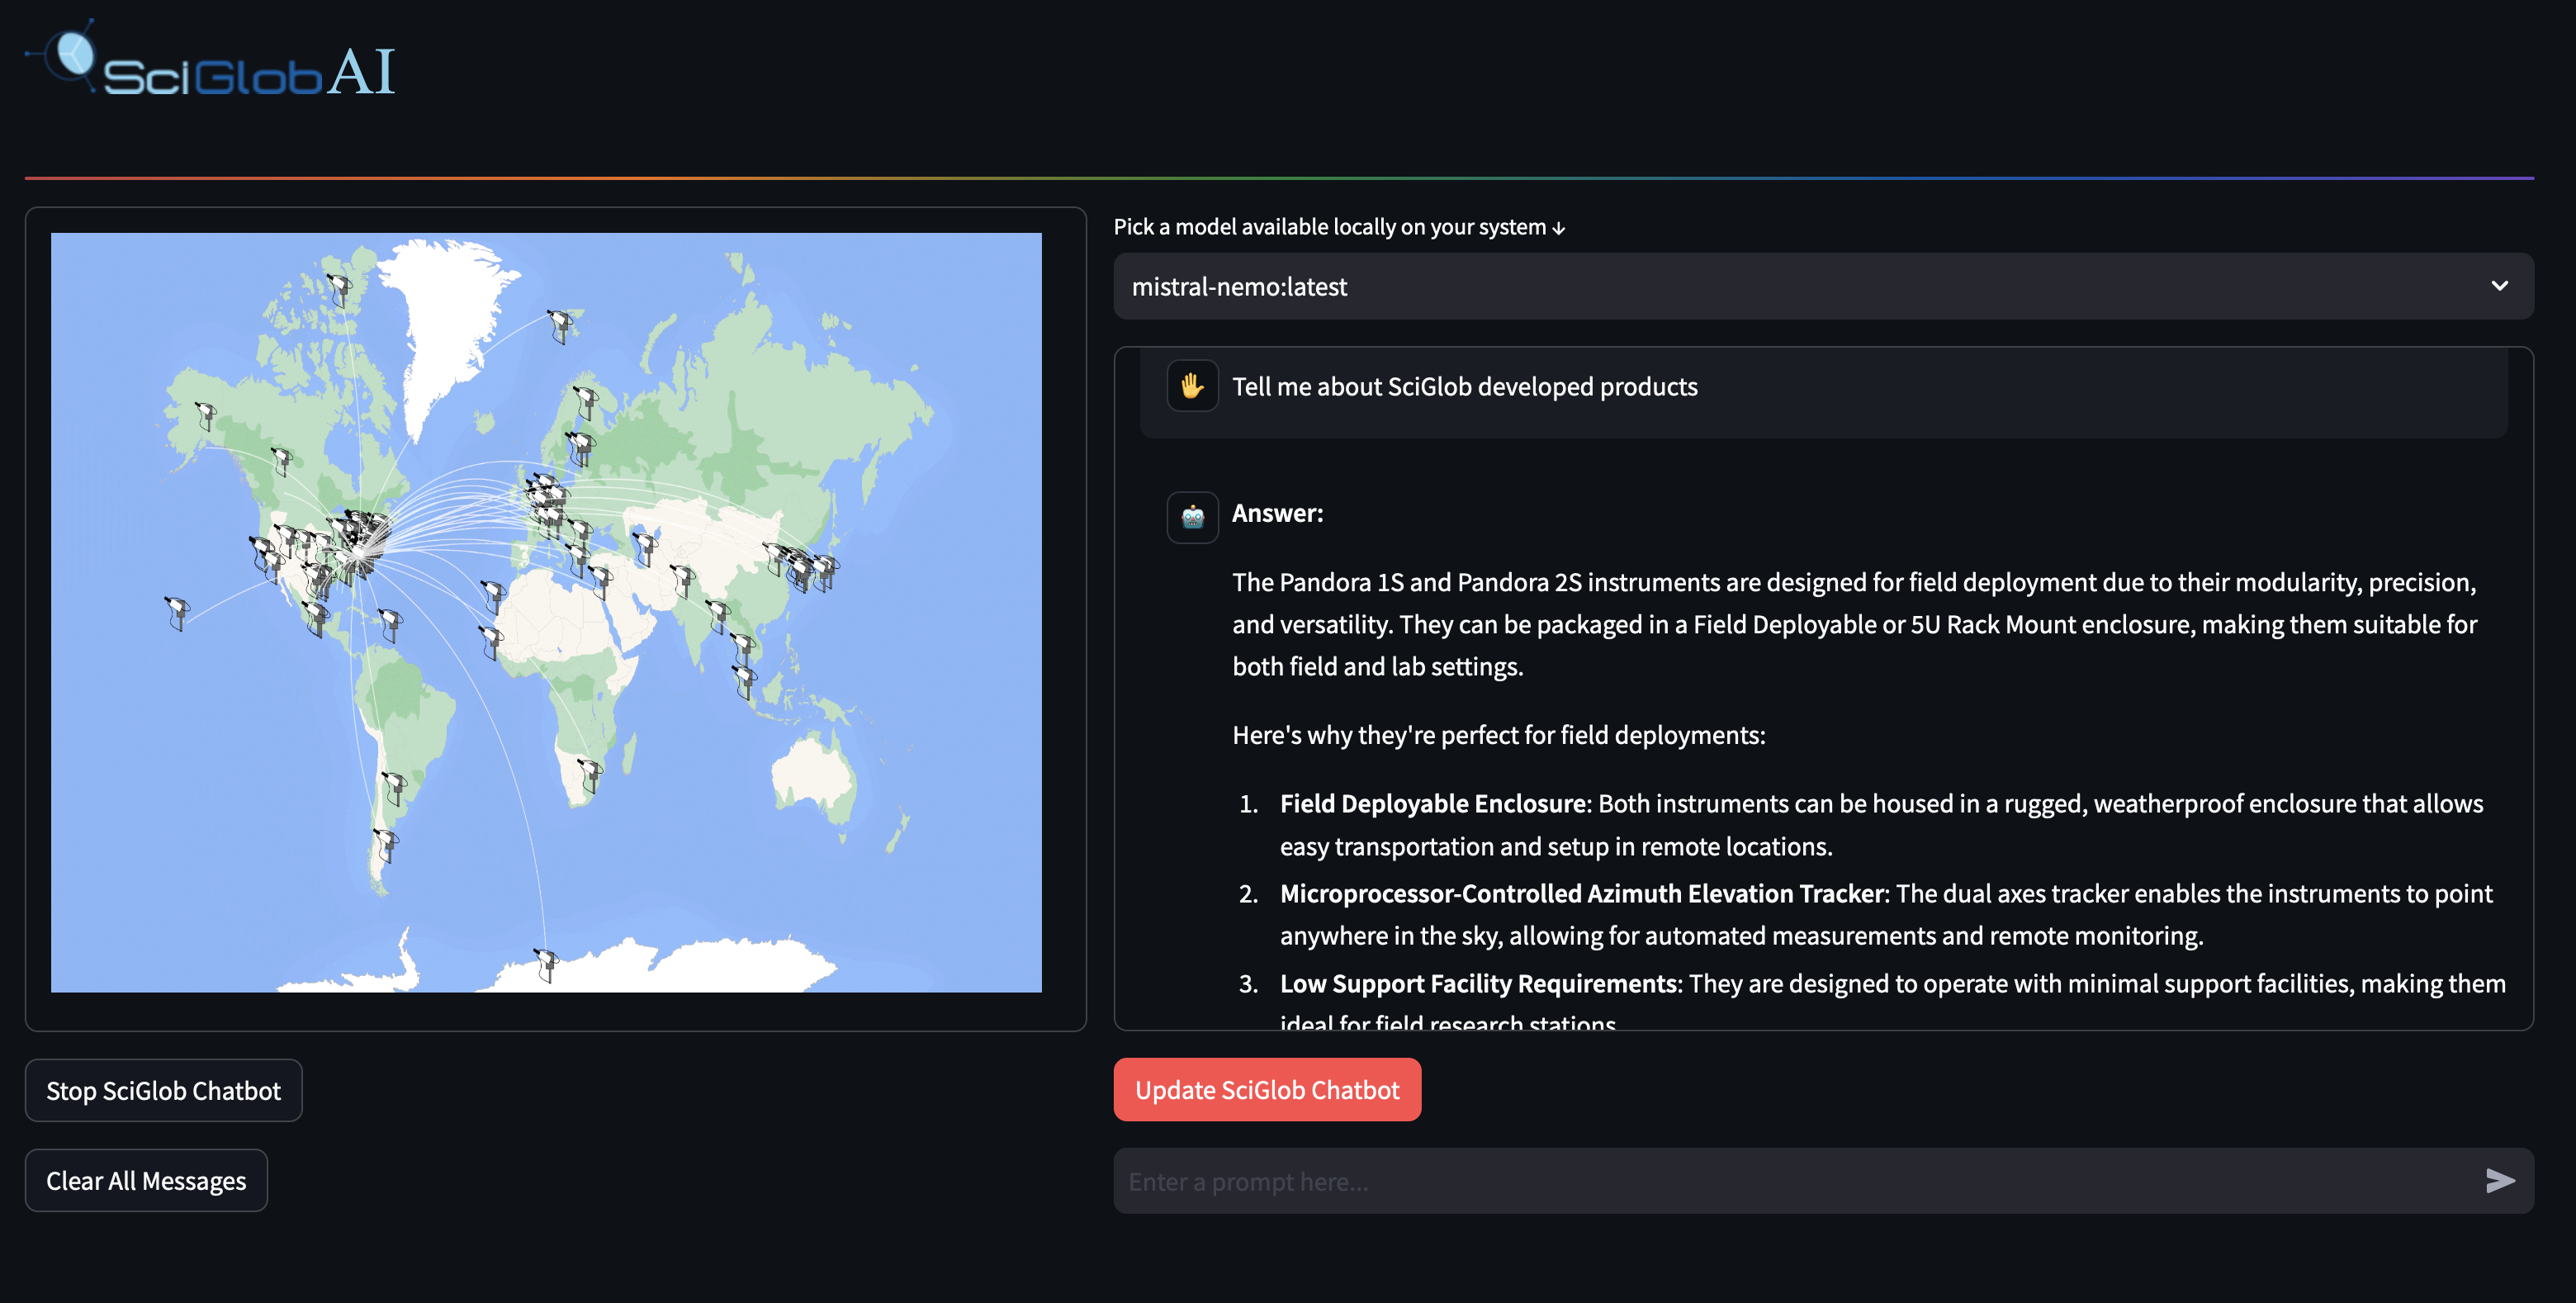 SciGlob AI
Pick a model available locally on your system ↓
mistral-nemo:latest
Tell me about SciGlob developed products
Answer:
The Pandora 1S and Pandora 2S instruments are designed for field deployment due to their modularity, precision,
and versatility. They can be packaged in a Field Deployable or 5U Rack Mount enclosure, making them suitable for
both field and lab settings.
Here's why they're perfect for field deployments:
1. Field Deployable Enclosure: Both instruments can be housed in a rugged, weatherproof enclosure that allows
easy transportation and setup in remote locations.
2. Microprocessor-Controlled Azimuth Elevation Tracker: The dual axes tracker enables the instruments to point
anywhere in the sky, allowing for automated measurements and remote monitoring.
3. Low Support Facility Requirements: They are designed to operate with minimal support facilities, making them
ideal for field research stations
Stop SciGlob Chatbot
Update SciGlob Chatbot
Clear All Messages
Enter a prompt here...